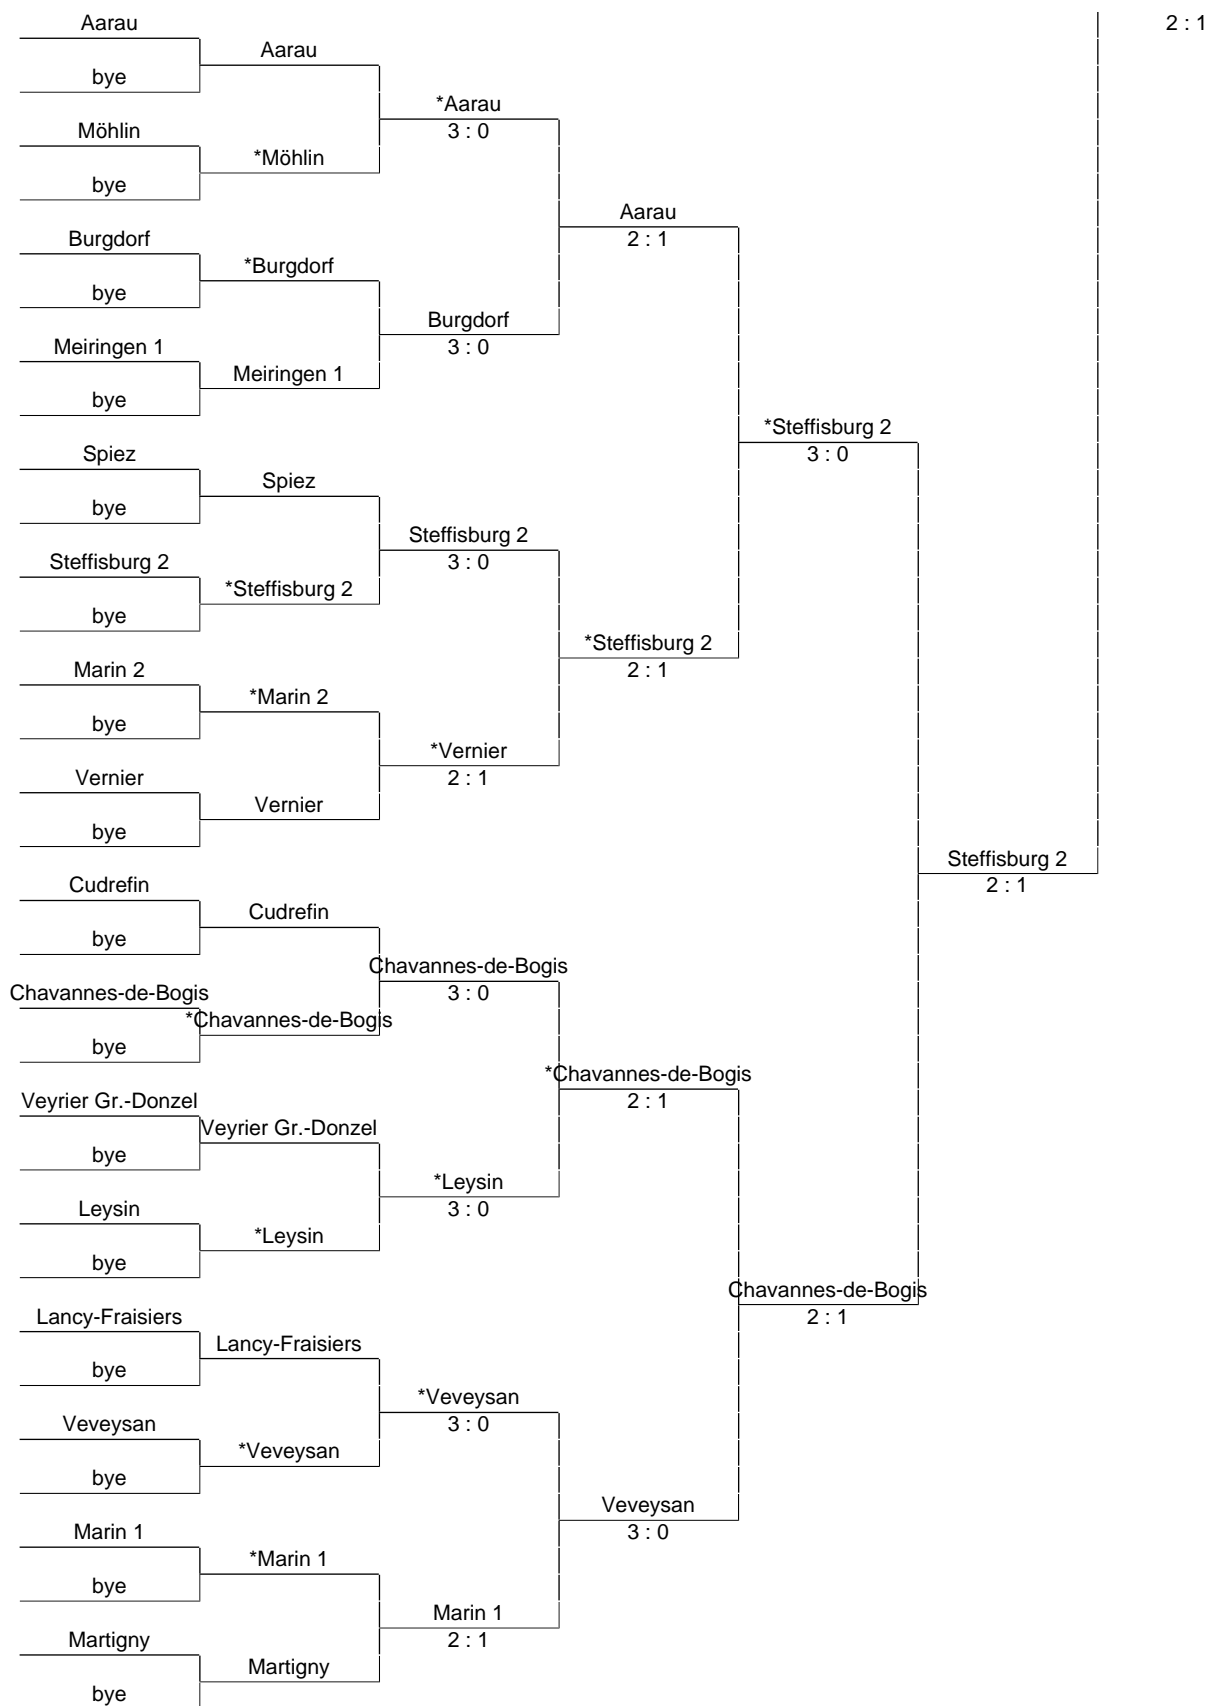 Aarau
2 : 1
Aarau
bye
*Aarau
3 : 0
Möhlin
*Möhlin
bye
Aarau
2 : 1
Burgdorf
*Burgdorf
bye
Burgdorf
3 : 0
Meiringen 1
Meiringen 1
bye
*Steffisburg 2
3 : 0
Spiez
Spiez
bye
Steffisburg 2
3 : 0
Steffisburg 2
*Steffisburg 2
bye
*Steffisburg 2
2 : 1
Marin 2
*Marin 2
bye
*Vernier
2 : 1
Vernier
Vernier
bye
Steffisburg 2
2 : 1
Cudrefin
Cudrefin
bye
Chavannes-de-Bogis
3 : 0
Chavannes-de-Bogis
*Chavannes-de-Bogis
bye
*Chavannes-de-Bogis
2 : 1
Veyrier Gr.-Donzel
Veyrier Gr.-Donzel
bye
*Leysin
3 : 0
Leysin
*Leysin
bye
Chavannes-de-Bogis
2 : 1
Lancy-Fraisiers
Lancy-Fraisiers
bye
*Veveysan
3 : 0
Veveysan
*Veveysan
bye
Veveysan
3 : 0
Marin 1
*Marin 1
bye
Marin 1
2 : 1
Martigny
Martigny
bye